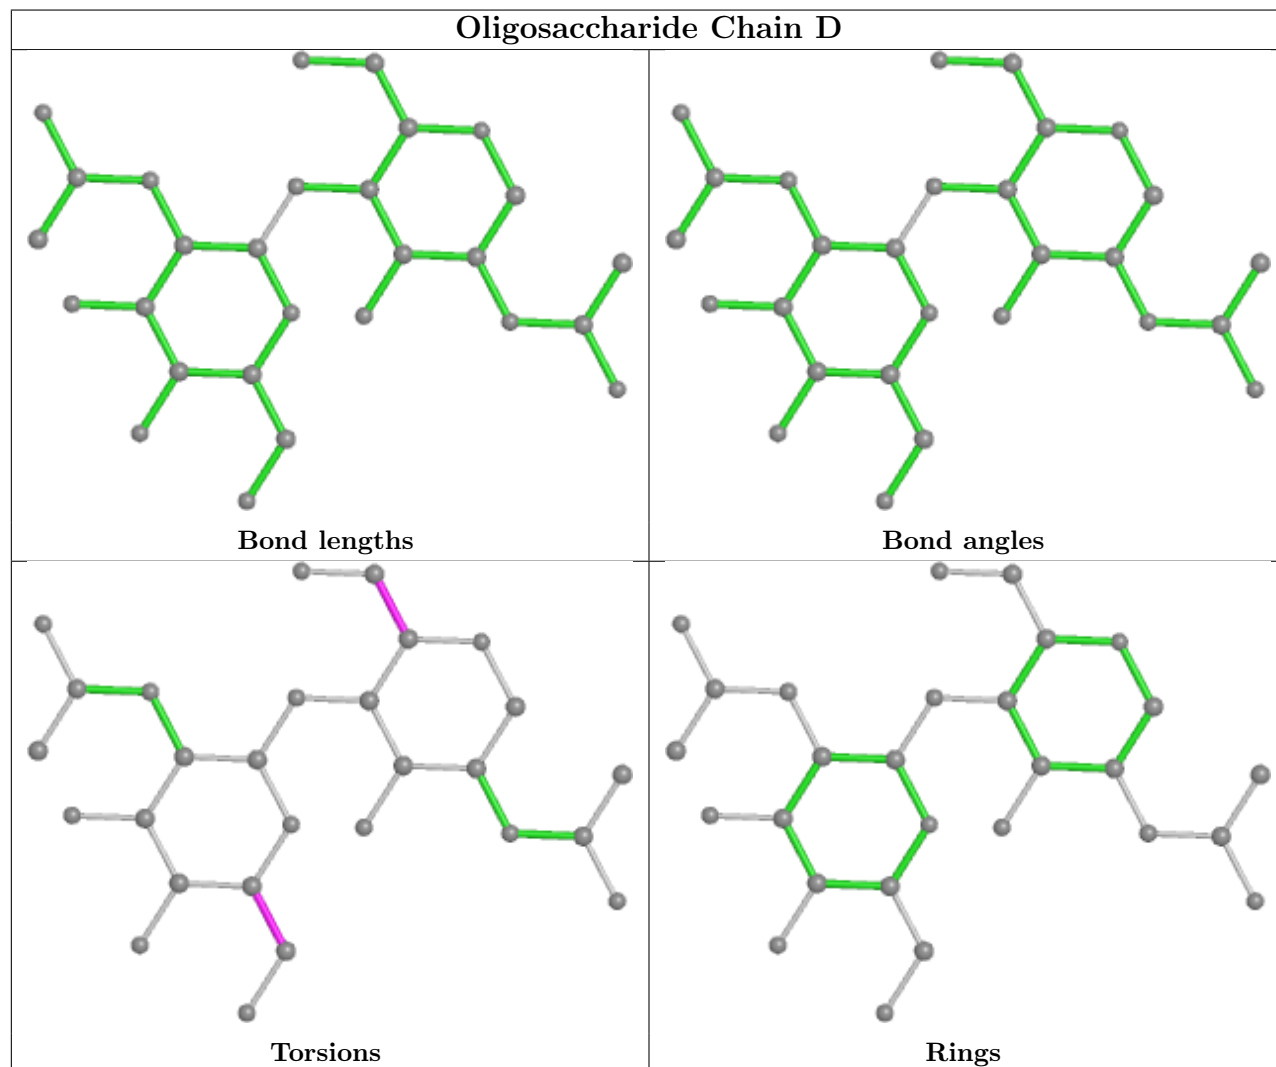 Oligosaccharide Chain D
Bond lengths
Bond angles
Torsions
Rings